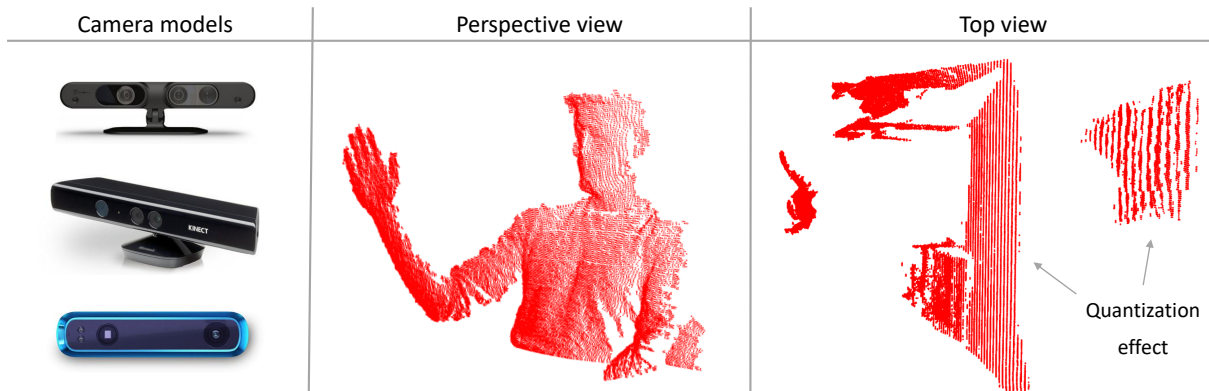 Camera models
Perspective view
Top view
KINECT
Quantization
effect